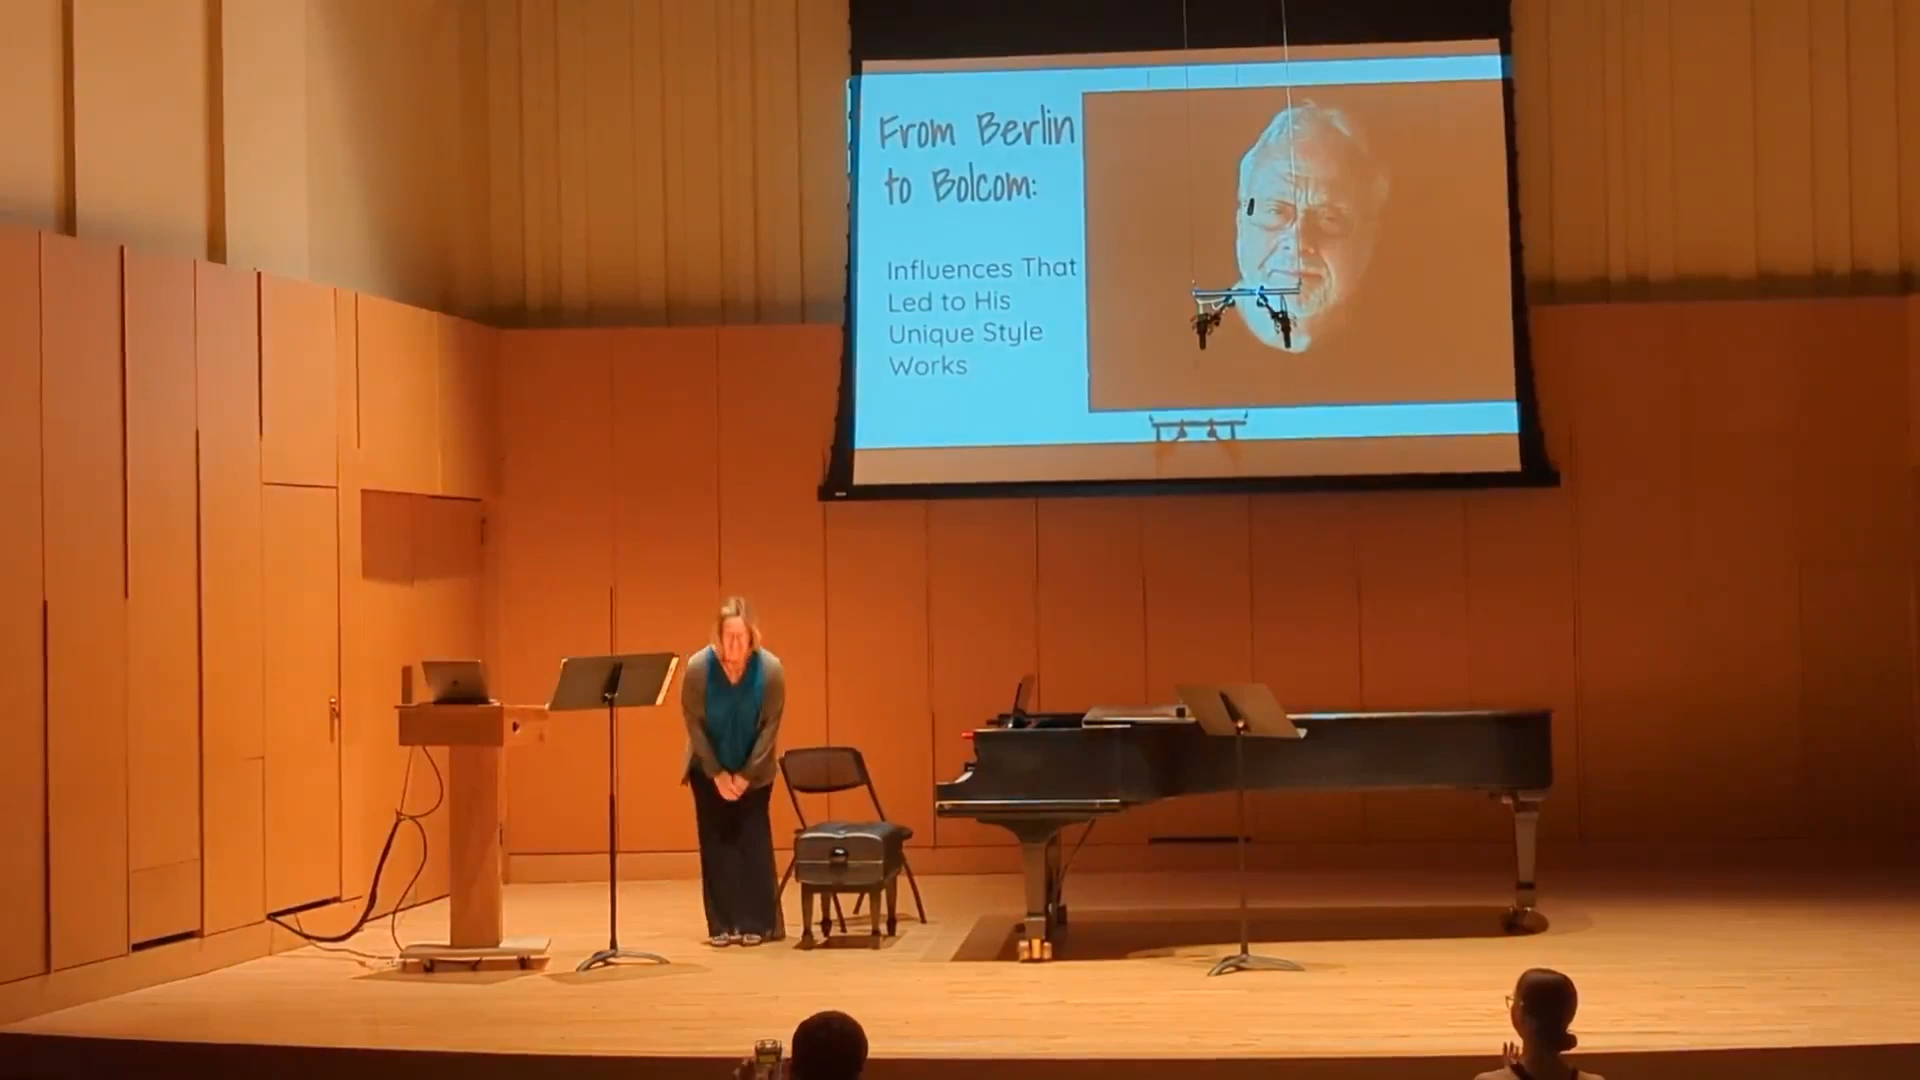 From Berlin
to Bolcom:
Influences That
Led to His
Unique Style
Works